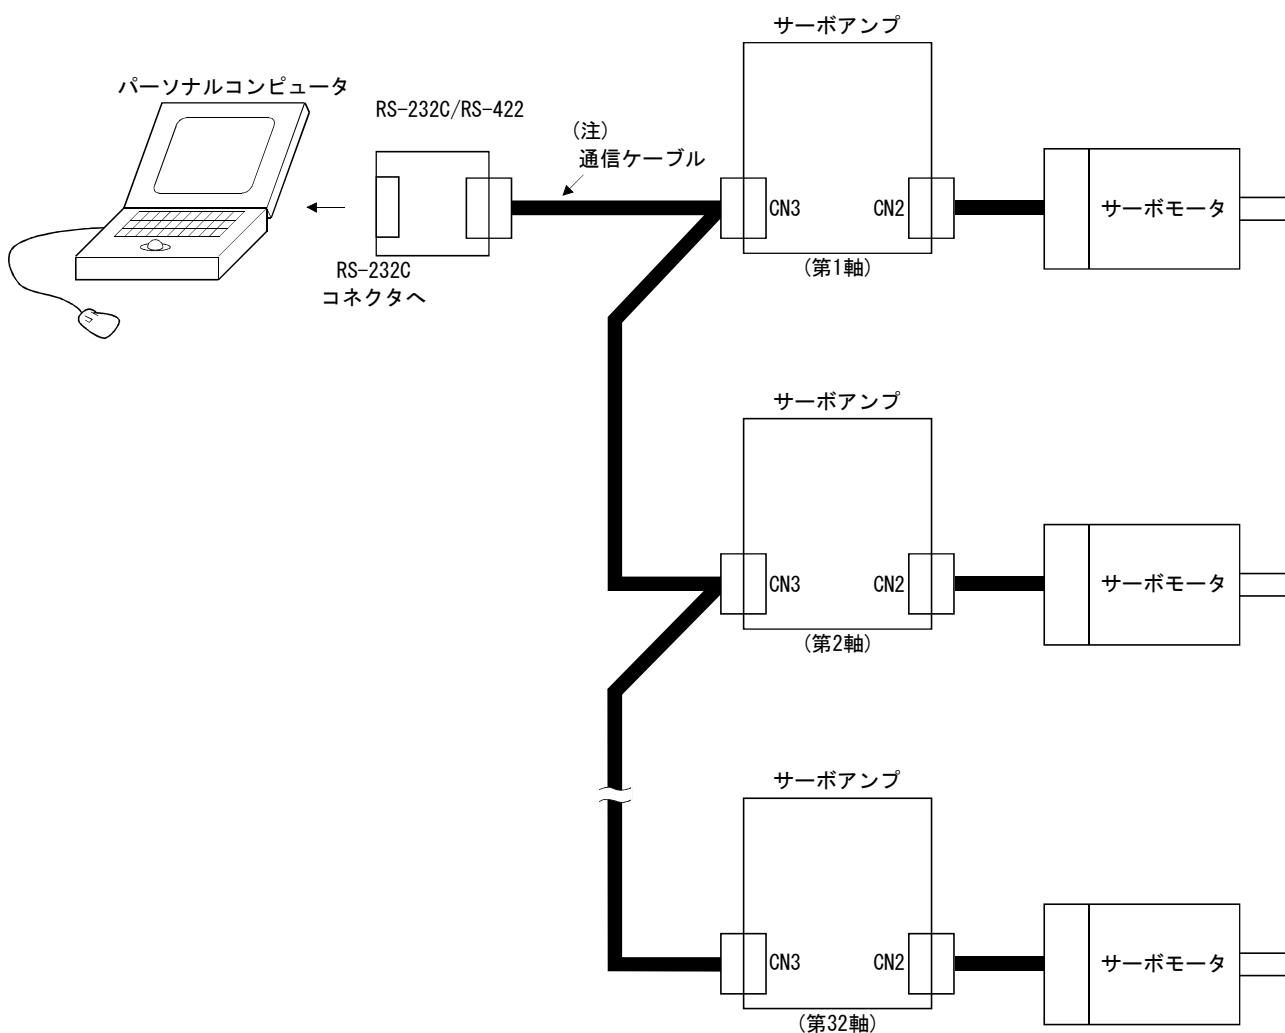 サーボアンプ
パーソナルコンピュータ
RS-232C/RS-422
(注)
通信ケーブル
CN3
CN2
サーボモータ
(第1軸)
RS-232C
コネクタへ
サーボアンプ
CN3
CN2
サーボモータ
(第2軸)
サーボアンプ
CN3
CN2
サーボモータ
(第32軸)